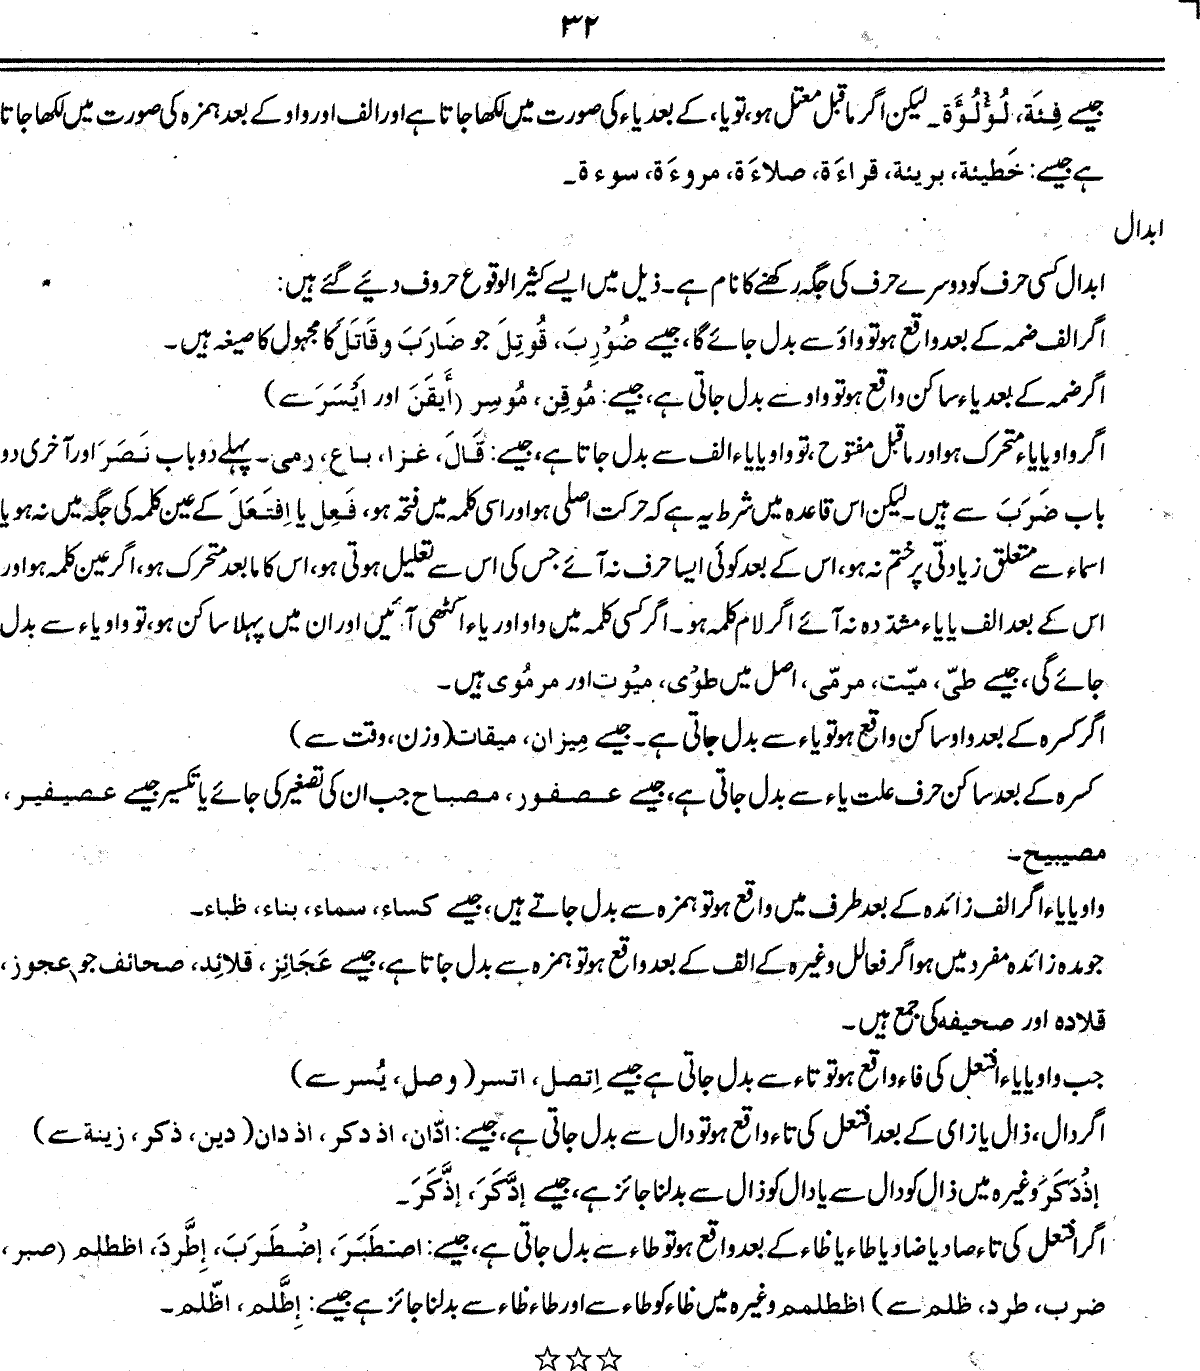 ۳۲
جیسے فِئَة، لُؤْلُؤَة۔ لیکن اگر ماقبل معتل ہو، تو یاء کے بعد یاء کی صورت میں لکھا جاتا ہے اور الف اور واو کے بعد ہمزہ کی صورت میں لکھا جاتا
ہے جیسے: خَطیئة، بریئة، قراءَة، صلاءَة، مروءَة، سوءة۔
ابدال
ابدال کسی حرف کو دوسرے حرف کی جگہ رکھنے کا نام ہے۔ ذیل میں ایسے کثیر الوقوع حروف دیئے گئے ہیں:
اگر الف ضمہ کے بعد واقع ہو تو واؤ سے بدل جائے گا، جیسے ضُوْرِبَ، قُوتِلَ جو ضَارَبَ و قَاتَلَ کا مجہول کا صیغہ ہیں۔
اگر ضمہ کے بعد یاء ساکن واقع ہو تو واو سے بدل جاتی ہے، جیسے: مُوقِن، مُوسِر (أَیقَنَ اور اَیْسَرَ سے)
اگر واو یا یاء متحرک ہو اور ماقبل مفتوح، تو واو یا یاء الف سے بدل جاتا ہے، جیسے: قَالَ، غزا، باع، رمی۔ پہلے دو باب نَصَرَ اور آخری دو
باب ضَرَبَ سے ہیں۔ لیکن اس قاعدہ میں شرط یہ ہے کہ حرکت اصلی ہو اور اسی کلمہ میں فتحہ ہو، فَعِل یا اِفتَعَلَ کے عین کلمہ کی جگہ میں نہ ہو یا
اسماء سے متعلق زیادتی پر ختم نہ ہو، اس کے بعد کوئی ایسا حرف نہ آئے جس کی اس سے تعلیل ہوتی ہو، اس کا مابعد متحرک ہو، اگر عین کلمہ ہو اور
اس کے بعد الف یا یاء مشدّدہ نہ آئے اگر لام کلمہ ہو۔ اگر کسی کلمہ میں واو اور یاء اکٹھی آئیں اور ان میں پہلا ساکن ہو، تو واو یاء سے بدل
جائے گی، جیسے طیّ، میّت، مرمّی، اصل میں طوْی، میْوت اور مرمُوی ہیں۔
اگر کسرہ کے بعد واو ساکن واقع ہو تو یاء سے بدل جاتی ہے۔ جیسے مِیزان، میقات (وزن، وقت سے)
کسرہ کے بعد ساکن حرف علت یاء سے بدل جاتی ہے، جیسے عصفور، مصباح جب ان کی تصغیر کی جائے یا تکسیر جیسے عصیفیر،
مصیبیح۔
واو یا یاء اگر الف زائدہ کے بعد طرف میں واقع ہو تو ہمزہ سے بدل جاتے ہیں، جیسے کساء، سماء، بناء، ظباء۔
جو مدہ زائدہ مفرد میں ہو اگر فعالل وغیرہ کے الف کے بعد واقع ہو تو ہمزہ سے بدل جاتا ہے، جیسے عَجَائِز، قلائِد، صحائف جو عجوز،
قلادہ اور صحیفہ کی جمع ہیں۔
جب واو یا یاء افتعل کی فاء واقع ہو تو تاء سے بدل جاتی ہے جیسے اِتصل، اتسر (وصل، یُسر سے)
اگر دال، ذال یا زای کے بعد افتعل کی تاء واقع ہو تو دال سے بدل جاتی ہے، جیسے: ادّان، اذدکر، اذدان (دین، ذکر، زینة سے)
اِذْدَکَرَ وغیرہ میں ذال کو دال سے یا دال کو ذال سے بدلنا جائز ہے، جیسے اِدَّکَرَ، اِذَّکَرَ۔
اگر افتعل کی تاء صاد یا ضاد یا طاء یا ظاء کے بعد واقع ہو تو طاء سے بدل جاتی ہے، جیسے: اصْطَبَرَ، اِضْطَرَبَ، اِطَّردَ، اظطلم (صبر،
ضرب، طرد، ظلم سے) اظطلمم وغیرہ میں ظاء کو طاء سے اور طاء ظاء سے بدلنا جائز ہے جیسے: اِطَّلم، اظّلم۔
☆☆☆